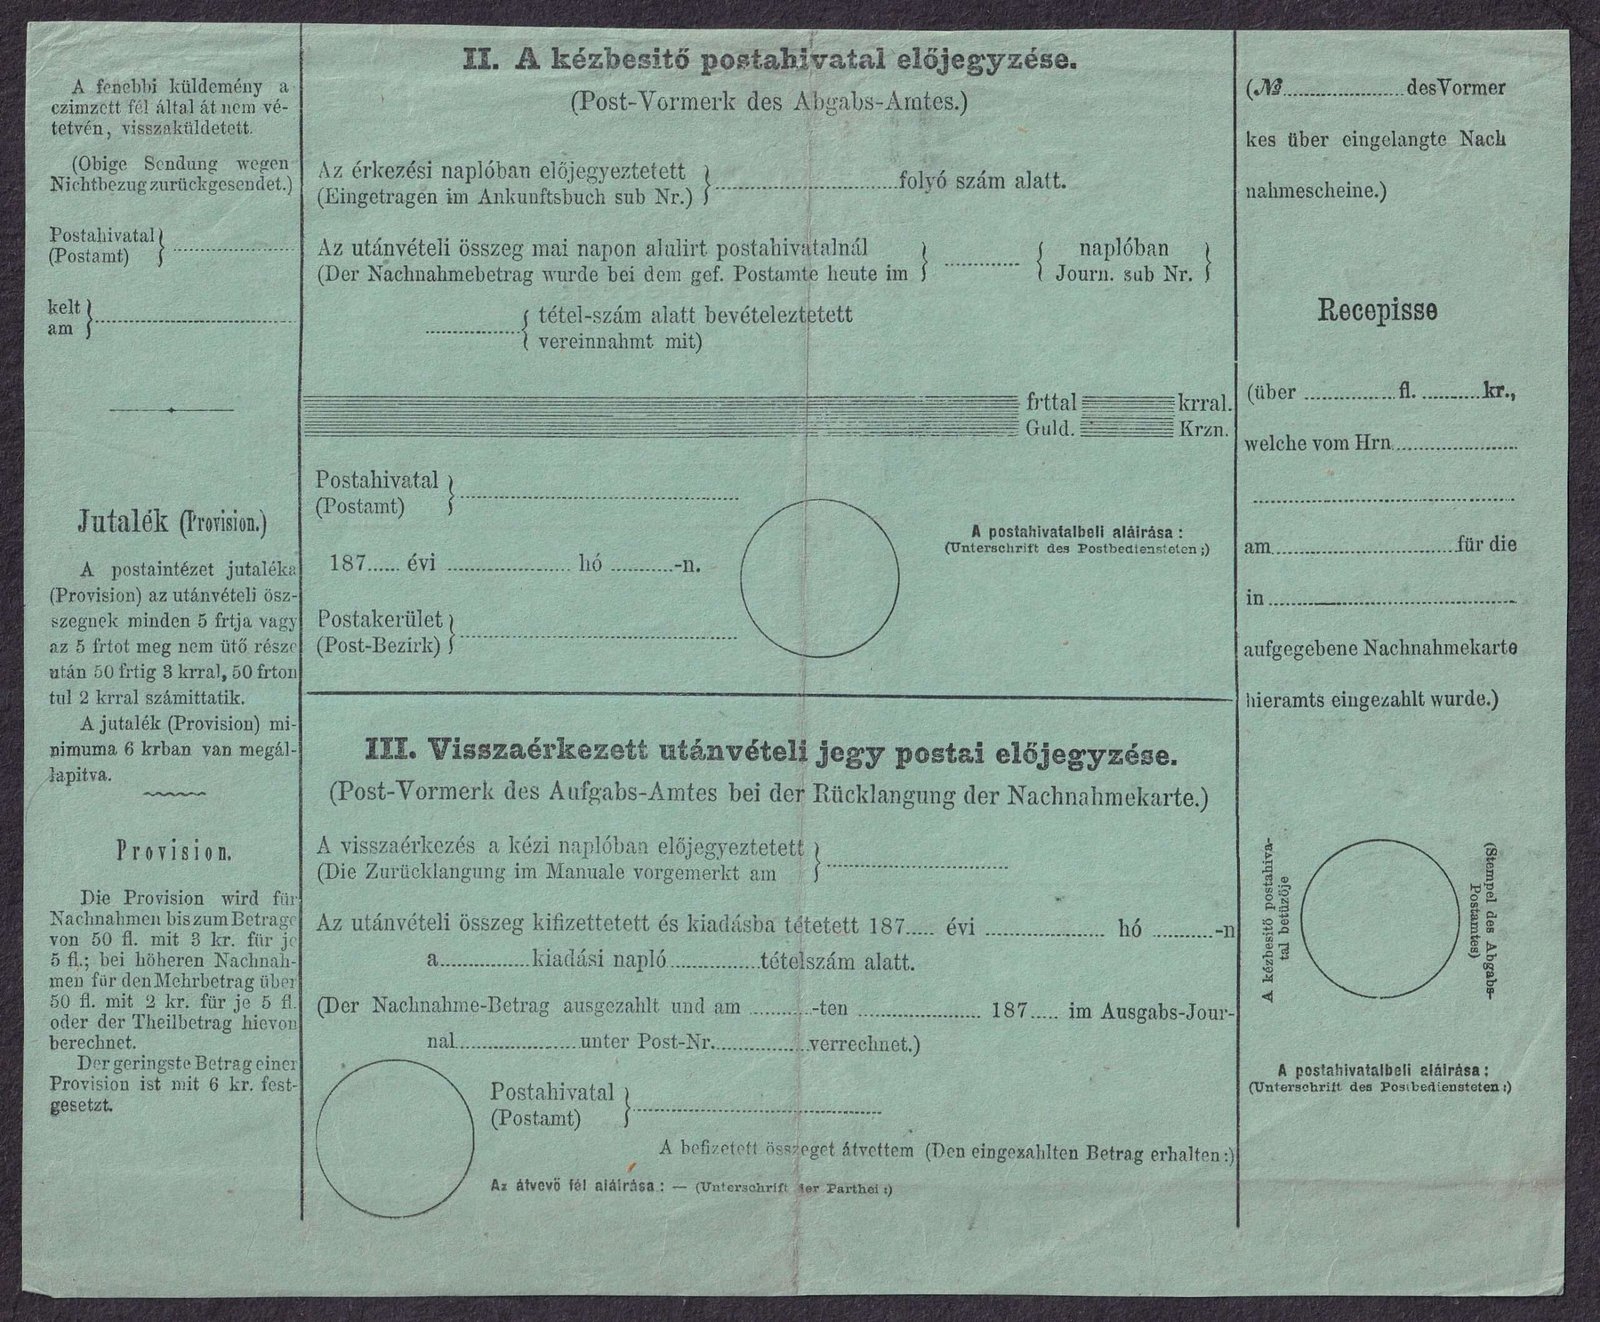 A fenebbi küldemény a
czimzett fél által át nem vé-
tetvén, visszaküldetett.
(Obige Sendung wegen
Nichtbezug zurückgesendet.)
Postahivatal
(Postamt)
kelt
am
Jutalék (Provision.)
A postaintézet jutaléka
(Provision) az utánvételi ösz-
szegnek minden 5 frtja vagy
az 5 frtot meg nem ütő része
után 50 frtig 3 krral, 50 frton
tul 2 krral számittatik.
A jutalék (Provision) mi-
nimuma 6 krban van megál-
lapitva.
Provision.
Die Provision wird für
Nachnahmen bis zum Betrage
von 50 fl. mit 3 kr. für je
5 fl.; bei höheren Nachnah-
men für den Mehrbetrag über
50 fl. mit 2 kr. für je 5 fl.
oder der Theilbetrag hievon
berechnet.
Der geringste Betrag einer
Provision ist mit 6 kr. fest-
gesetzt.
II. A kézbesitő postahivatal előjegyzése.
(Post-Vormerk des Abgabs-Amtes.)
Az érkezési naplóban előjegyeztetett
(Eingetragen im Ankunftsbuch sub Nr.) ........ folyó szám alatt.
Az utánvételi összeg mai napon alulirt postahivatalnál ........ naplóban
(Der Nachnahmebetrag wurde bei dem gef. Postamte heute im ........ Journ. sub Nr.
........ tétel-szám alatt bevételeztetett
vereinnahmt mit)
frttal krral.
Guld. Krzn.
Postahivatal
(Postamt)
A postahivatalbeli aláirása :
(Unterschrift des Postbediensteten ;)
187...... évi ........ hó ........-n.
Postakerület
(Post-Bezirk)
III. Visszaérkezett utánvételi jegy postai előjegyzése.
(Post-Vormerk des Aufgabs-Amtes bei der Rücklangung der Nachnahmekarte.)
A visszaérkezés a kézi naplóban előjegyeztetett
(Die Zurücklangung im Manuale vorgemerkt am
Az utánvételi összeg kifizettetett és kiadásba tétetett 187..... évi ........ hó ........-n
a........kiadási napló........tételszám alatt.
(Der Nachnahme-Betrag ausgezahlt und am ........-ten ........ 187..... im Ausgabs-Jour-
nal........unter Post-Nr.........verrechnet.)
Postahivatal
(Postamt)
A befizetett összeget átvettem (Den eingezahlten Betrag erhalten:)
Az átvevő fél aláirása : — (Unterschrift der Parthei :)
(№........des Vormer
kes über eingelangte Nach
nahmescheine.)
Recepisse
(über ........ fl. ........kr.,
welche vom Hrn........
am........für die
in........
aufgegebene Nachnahmekarte
hieramts eingezahlt wurde.)
A kézbesitő postahiva-
tal betüzője
(Stempel des Abgabs-
Postamtes)
A postahivatalbeli aláirása :
(Unterschrift des Postbediensteten :)